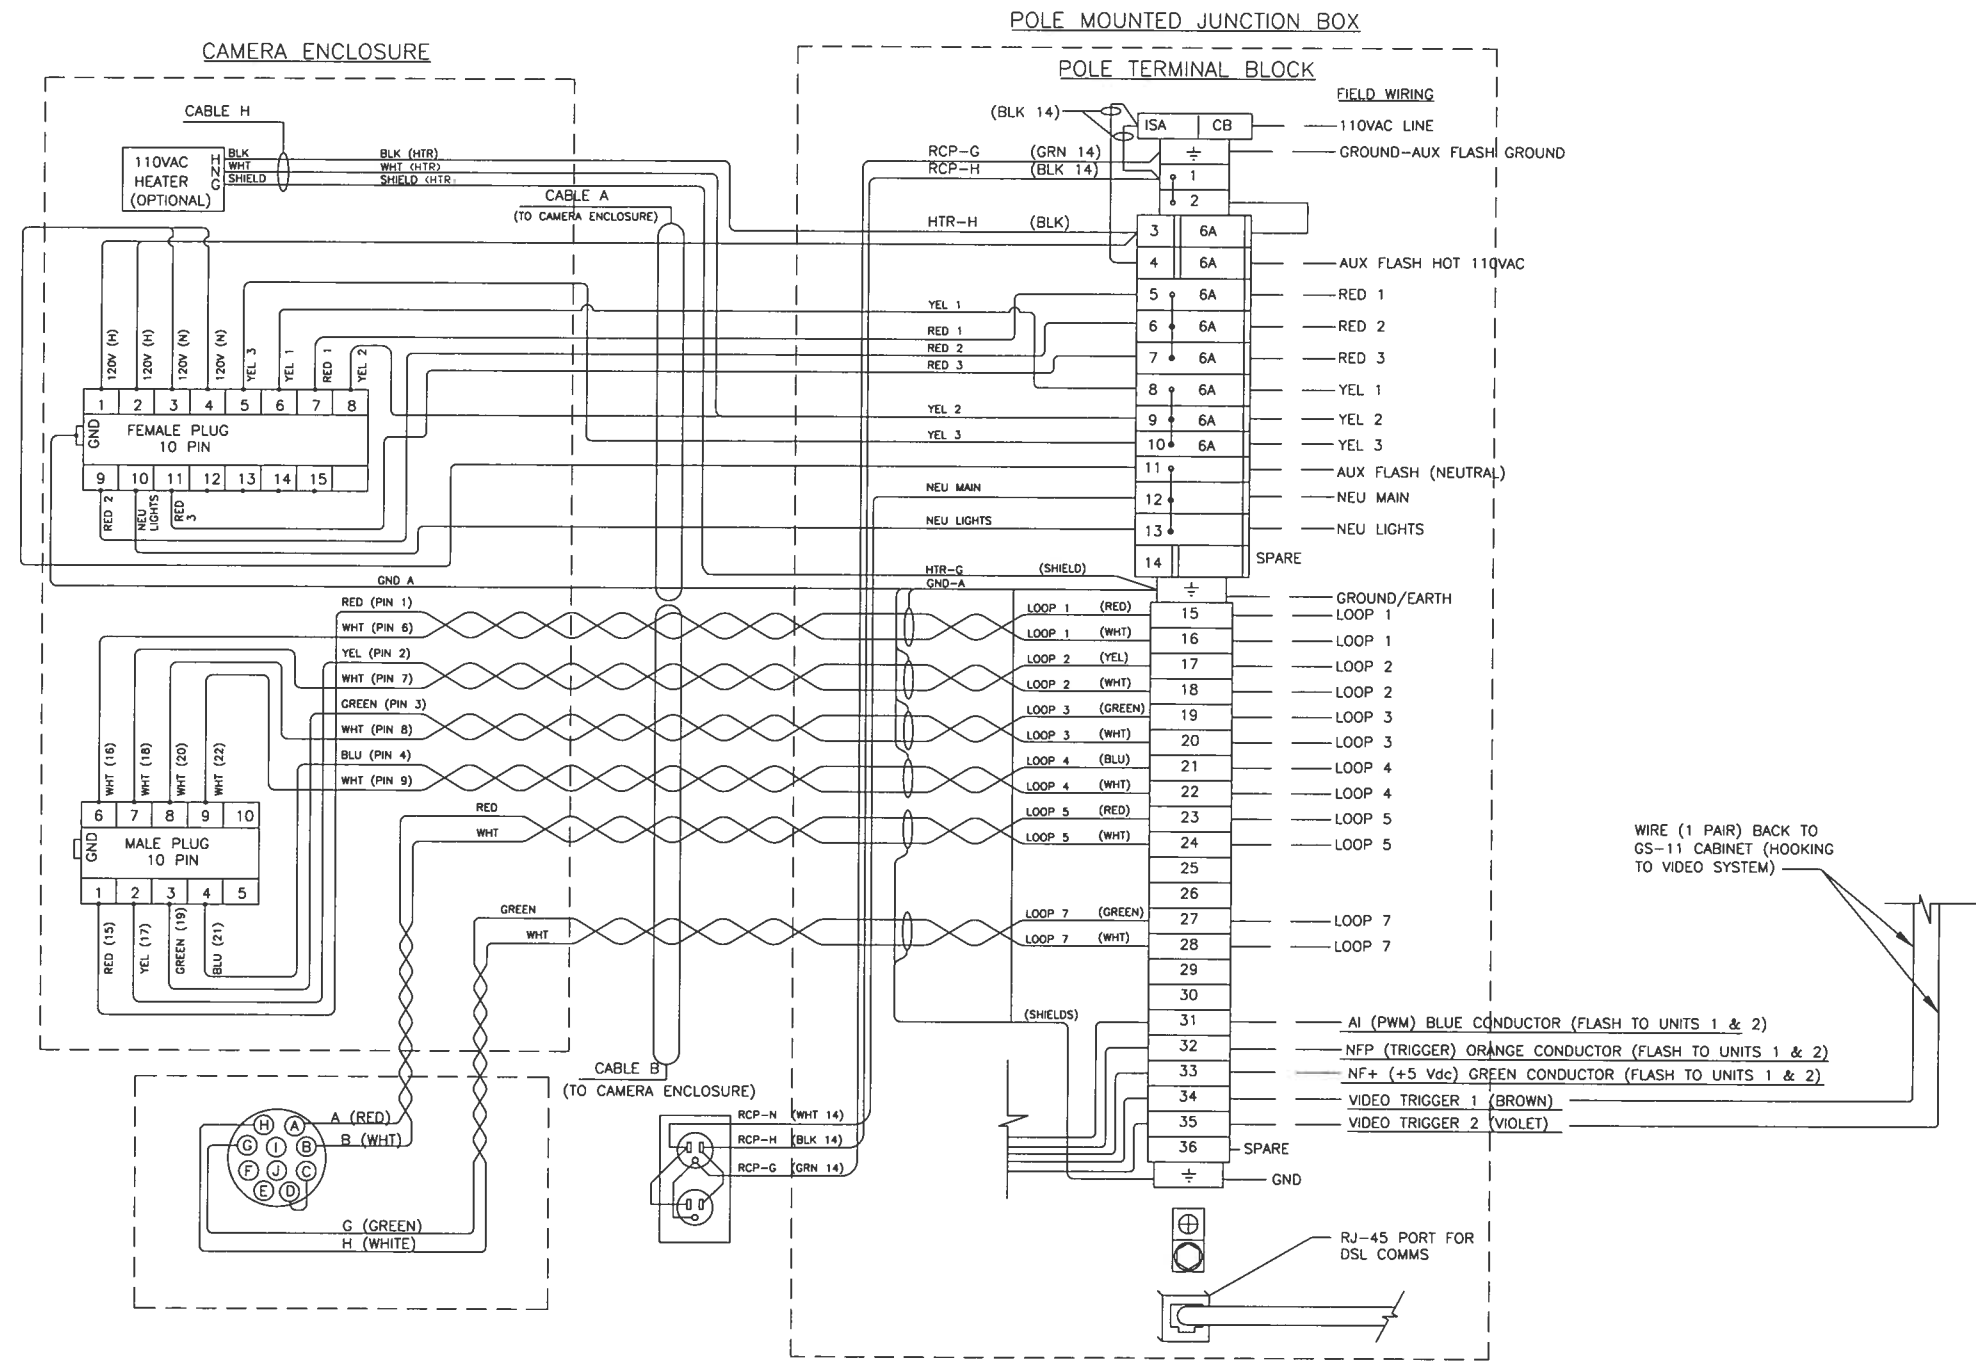 POLE MOUNTED JUNCTION BOX
CAMERA ENCLOSURE
POLE TERMINAL BLOCK
FIELD WIRING
CABLE H
110VAC
HEATER
(OPTIONAL)
H
N
G
BLK
WHT
SHIELD
BLK (HTR)
WHT (HTR)
SHIELD (HTR
CABLE A
(TO CAMERA ENCLOSURE)
(BLK 14)
ISA
CB
110VAC LINE
RCP-G (GRN 14)
GROUND-AUX FLASH GROUND
RCP-H (BLK 14)
1
2
HTR-H (BLK)
3 6A
4 6A AUX FLASH HOT 110VAC
5 6A RED 1
6 6A RED 2
7 6A RED 3
8 6A YEL 1
9 6A YEL 2
10 6A YEL 3
11 AUX FLASH (NEUTRAL)
12 NEU MAIN
13 NEU LIGHTS
14 SPARE
YEL 1
RED 1
RED 2
RED 3
YEL 2
YEL 3
NEU MAIN
NEU LIGHTS
HTR-G (SHIELD)
GND-A
GND A
120V (H)
120V (H)
120V (N)
120V (N)
YEL 3
YEL 1
RED 1
YEL 2
1 2 3 4 5 6 7 8
GND
FEMALE PLUG
10 PIN
9 10 11 12 13 14 15
RED 2
NEU
LIGHTS
RED
3
GROUND/EARTH
RED (PIN 1)
WHT (PIN 6)
YEL (PIN 2)
WHT (PIN 7)
GREEN (PIN 3)
WHT (PIN 8)
BLU (PIN 4)
WHT (PIN 9)
RED
WHT
GREEN
WHT
LOOP 1 (RED) 15 LOOP 1
LOOP 1 (WHT) 16 LOOP 1
LOOP 2 (YEL) 17 LOOP 2
LOOP 2 (WHT) 18 LOOP 2
LOOP 3 (GREEN) 19 LOOP 3
LOOP 3 (WHT) 20 LOOP 3
LOOP 4 (BLU) 21 LOOP 4
LOOP 4 (WHT) 22 LOOP 4
LOOP 5 (RED) 23 LOOP 5
LOOP 5 (WHT) 24 LOOP 5
25
26
LOOP 7 (GREEN) 27 LOOP 7
LOOP 7 (WHT) 28 LOOP 7
29
30
(SHIELDS)
31 AI (PWM) BLUE CONDUCTOR (FLASH TO UNITS 1 & 2)
32 NFP (TRIGGER) ORANGE CONDUCTOR (FLASH TO UNITS 1 & 2)
33 NF+ (+5 Vdc) GREEN CONDUCTOR (FLASH TO UNITS 1 & 2)
34 VIDEO TRIGGER 1 (BROWN)
35 VIDEO TRIGGER 2 (VIOLET)
36 SPARE
GND
WHT (16)
WHT (18)
WHT (20)
WHT (22)
6 7 8 9 10
GND
MALE PLUG
10 PIN
1 2 3 4 5
RED (15)
YEL (17)
GREEN (19)
BLU (21)
WIRE (1 PAIR) BACK TO
GS-11 CABINET (HOOKING
TO VIDEO SYSTEM)
CABLE B
(TO CAMERA ENCLOSURE)
H A
G I B
F J C
E D
A (RED)
B (WHT)
G (GREEN)
H (WHITE)
RCP-N (WHT 14)
RCP-H (BLK 14)
RCP-G (GRN 14)
RJ-45 PORT FOR
DSL COMMS